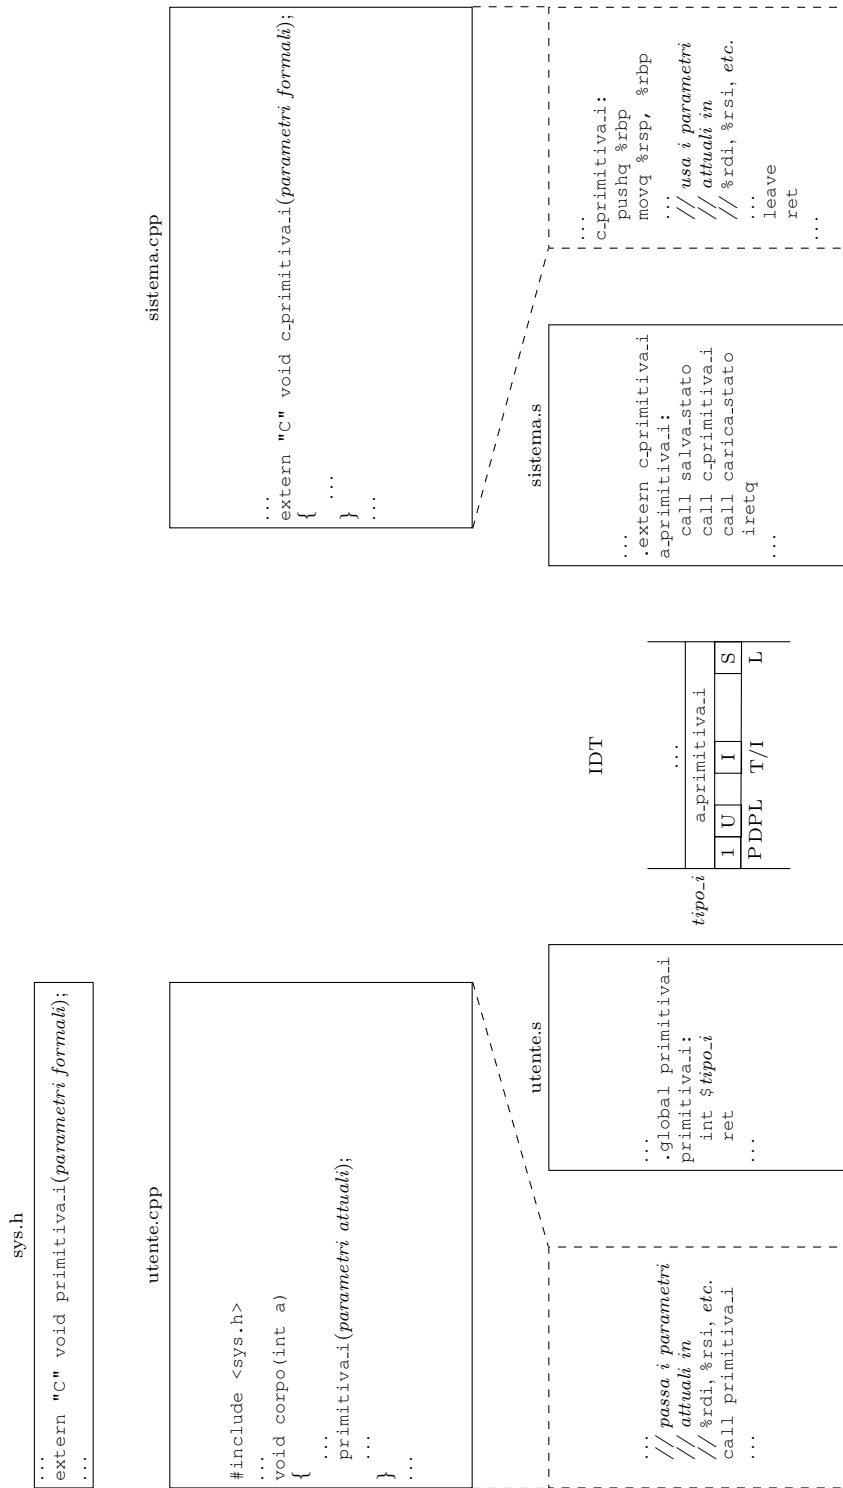 sys.h
...
extern "C" void primitiva_i(parametri formali);
...
utente.cpp
#include <sys.h>
...
void corpo(int a)
{
...
primitiva_i(parametri attuali);
...
}
...
...
// passa i parametri
// attuali in
// %rdi, %rsi, etc.
call primitiva_i
...
utente.s
...
.global primitiva_i
primitiva_i:
int $tipo_i
ret
...
IDT
...
tipo_i
a_primitiva_i
1 U I S
P DPL T/I L
sistema.cpp
...
extern "C" void c_primitiva_i(parametri formali);
{
...
}
...
sistema.s
...
.extern c_primitiva_i
a_primitiva_i:
call salva_stato
call c_primitiva_i
call carica_stato
iretq
...
...
c_primitiva_i:
pushq %rbp
movq %rsp, %rbp
...
// usa i parametri
// attuali in
// %rdi, %rsi, etc.
...
leave
ret
...